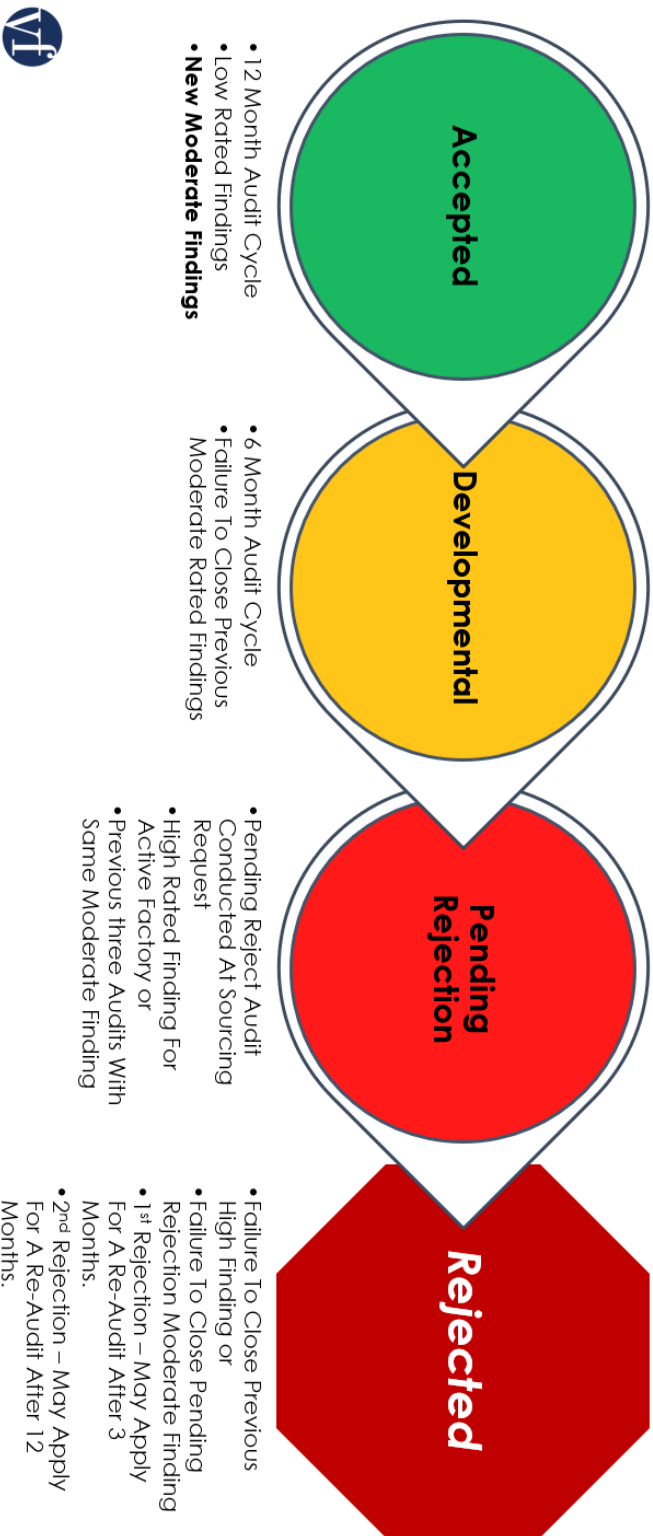 Accepted
• 12 Month Audit Cycle
• Low Rated Findings
• New Moderate Findings
Developmental
• 6 Month Audit Cycle
• Failure To Close Previous
Moderate Rated Findings
Pending
Rejection
• Pending Reject Audit
Conducted At Sourcing
Request
• High Rated Finding For
Active Factory or
• Previous three Audits With
Same Moderate Finding
Rejected
• Failure To Close Previous
High Finding or
• Failure To Close Pending
Rejection Moderate Finding
• 1st Rejection – May Apply
For A Re-Audit After 3
Months.
• 2nd Rejection – May Apply
For A Re-Audit After 12
Months.
vf